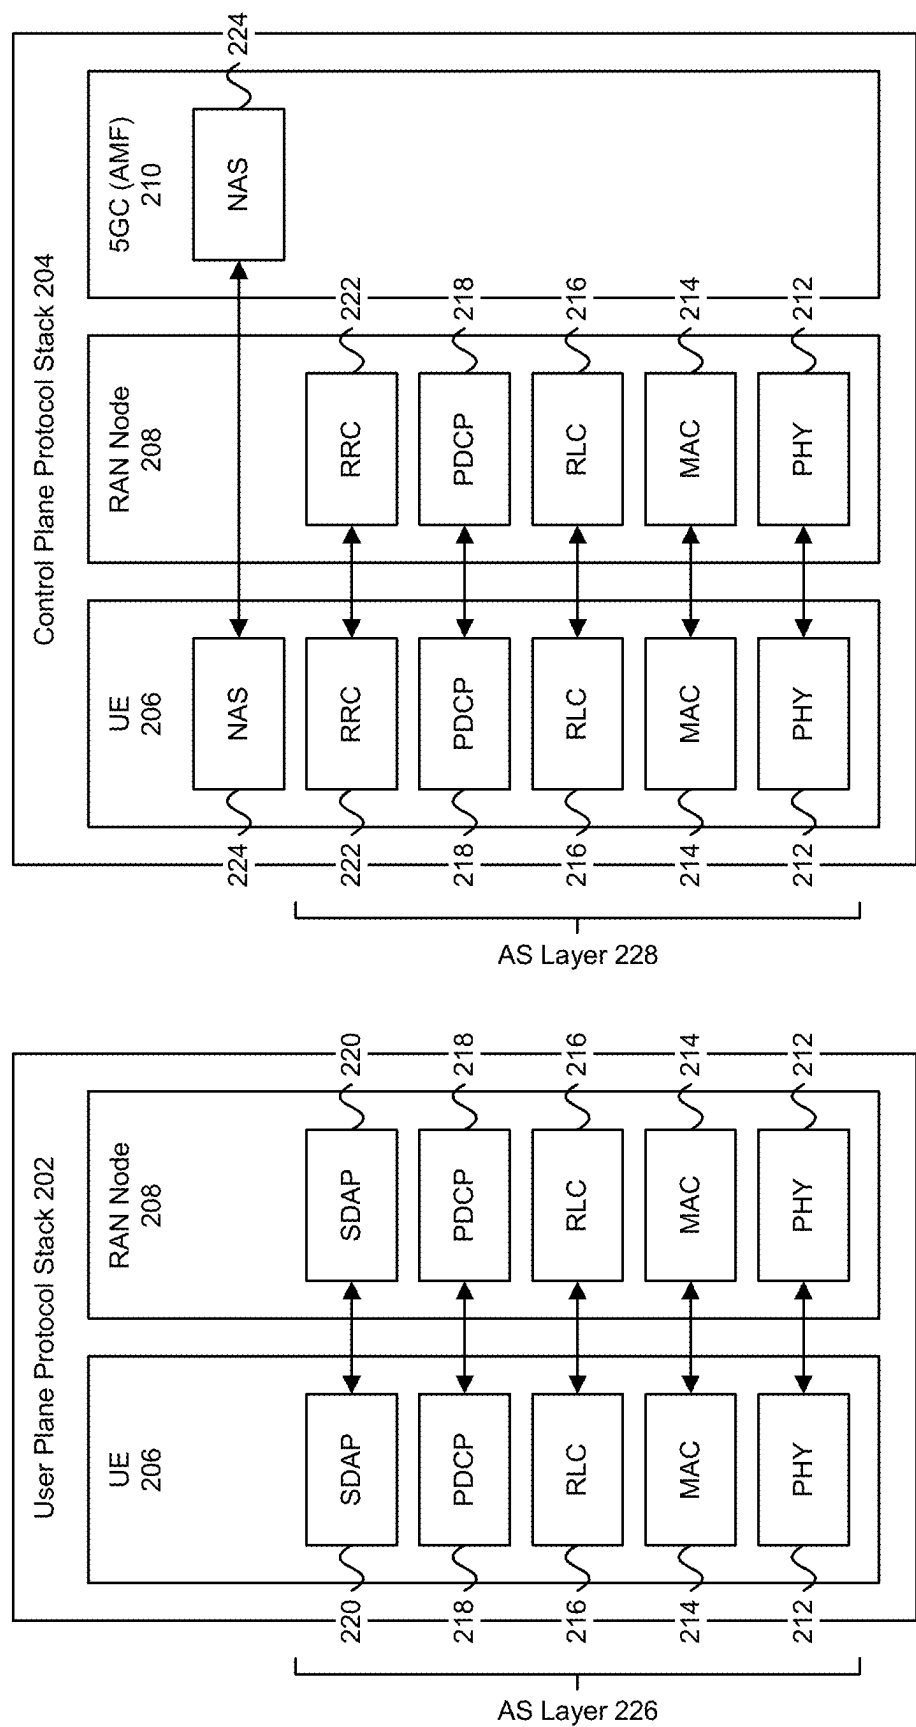 User Plane Protocol Stack 202
UE
206
RAN Node
208
220
SDAP
SDAP
220
218
PDCP
PDCP
218
216
RLC
RLC
216
214
MAC
MAC
214
212
PHY
PHY
212
AS Layer 226
Control Plane Protocol Stack 204
UE
206
RAN Node
208
5GC (AMF)
210
224
NAS
NAS
224
222
RRC
RRC
222
218
PDCP
PDCP
218
216
RLC
RLC
216
214
MAC
MAC
214
212
PHY
PHY
212
AS Layer 228